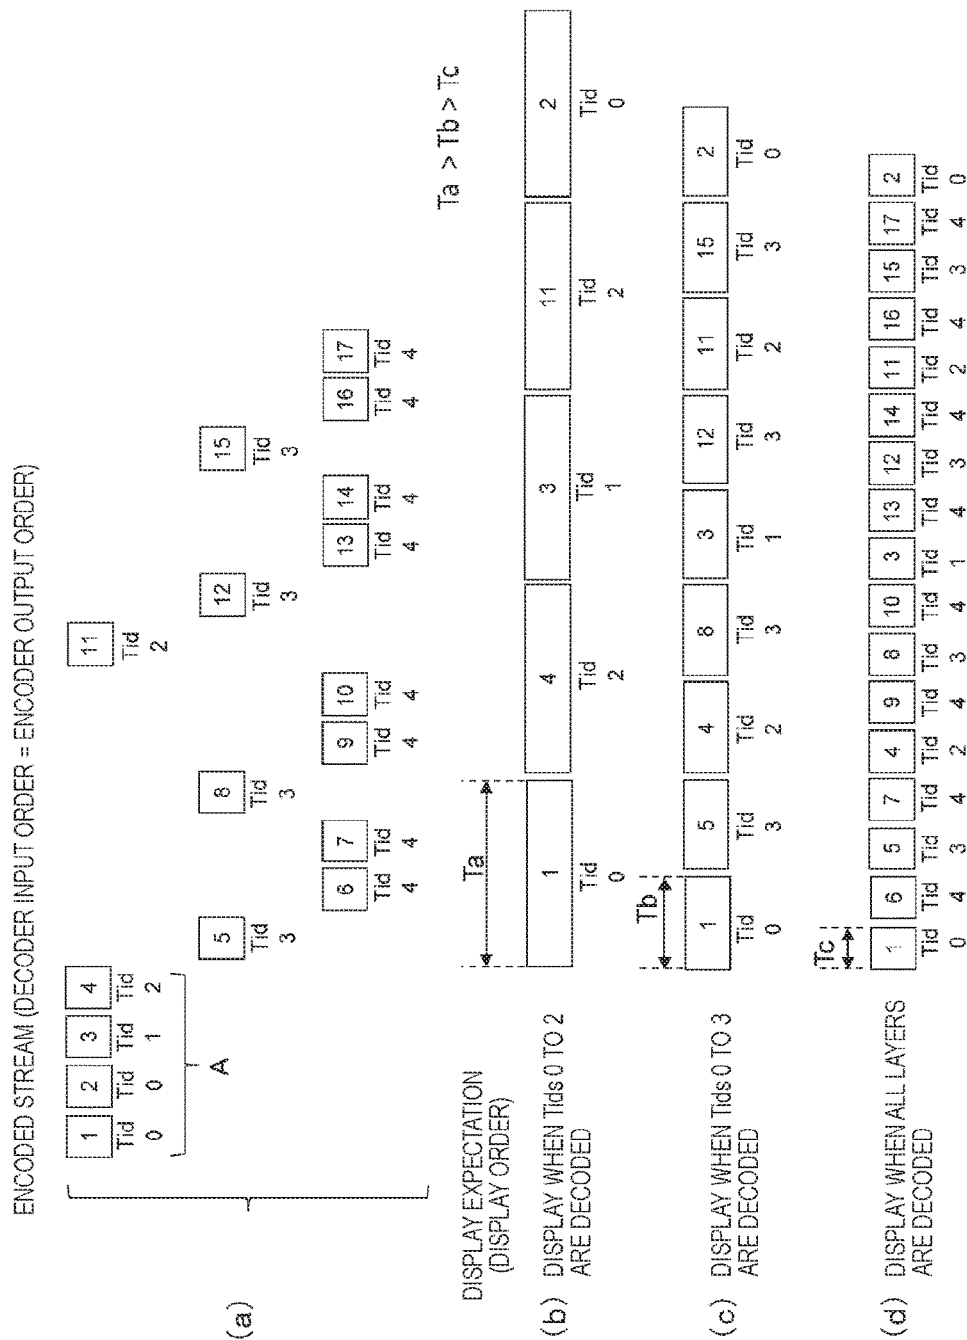 ENCODED STREAM (DECODER INPUT ORDER = ENCODER OUTPUT ORDER)
(a)
1 2 3 4 11
Tid Tid Tid Tid Tid
0 0 1 2 2
A
5 8 12 15
Tid Tid Tid Tid
3 3 3 3
6 7 9 10 13 14 16 17
Tid Tid Tid Tid Tid Tid Tid Tid
4 4 4 4 4 4 4 4
DISPLAY EXPECTATION
(DISPLAY ORDER)
Ta > Tb > Tc
(b) DISPLAY WHEN Tids 0 TO 2
ARE DECODED
Ta
1 4 3 11 2
Tid Tid Tid Tid Tid
0 2 1 2 0
(c) DISPLAY WHEN Tids 0 TO 3
ARE DECODED
Tb
1 5 4 8 3 12 11 15 2
Tid Tid Tid Tid Tid Tid Tid Tid Tid
0 3 2 3 1 3 2 3 0
(d) DISPLAY WHEN ALL LAYERS
ARE DECODED
Tc
1 6 5 7 4 9 8 10 3 13 12 14 11 16 15 17 2
Tid Tid Tid Tid Tid Tid Tid Tid Tid Tid Tid Tid Tid Tid Tid Tid Tid
0 4 3 4 2 4 3 4 1 4 3 4 2 4 3 4 0